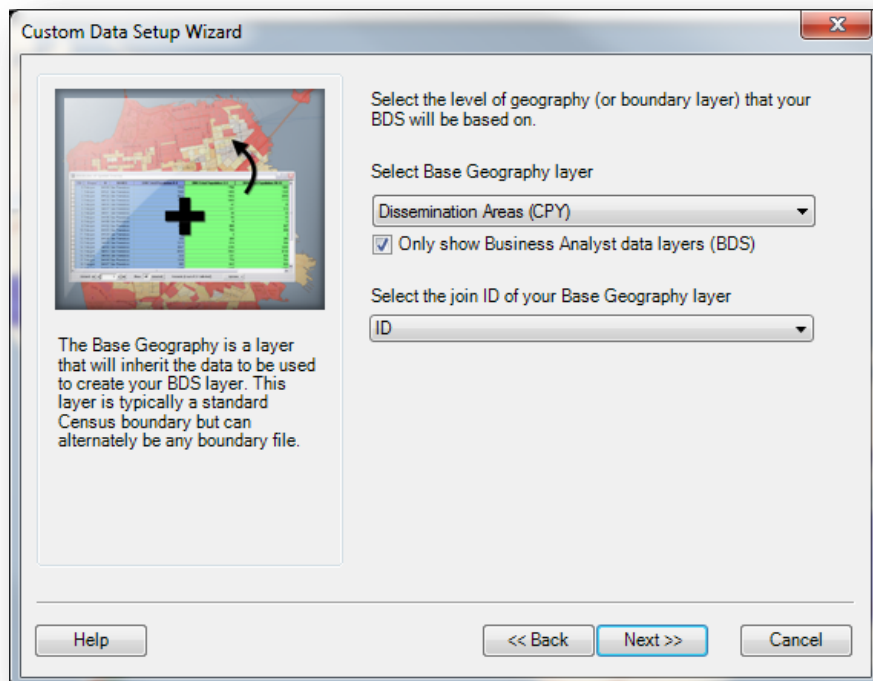 Custom Data Setup Wizard
Select the level of geography (or boundary layer) that your
BDS will be based on.
Select Base Geography layer
Dissemination Areas (CPY)
Only show Business Analyst data layers (BDS)
Select the join ID of your Base Geography layer
ID
The Base Geography is a layer
that will inherit the data to be used
to create your BDS layer. This
layer is typically a standard
Census boundary but can
alternately be any boundary file.
Help
<< Back
Next >>
Cancel